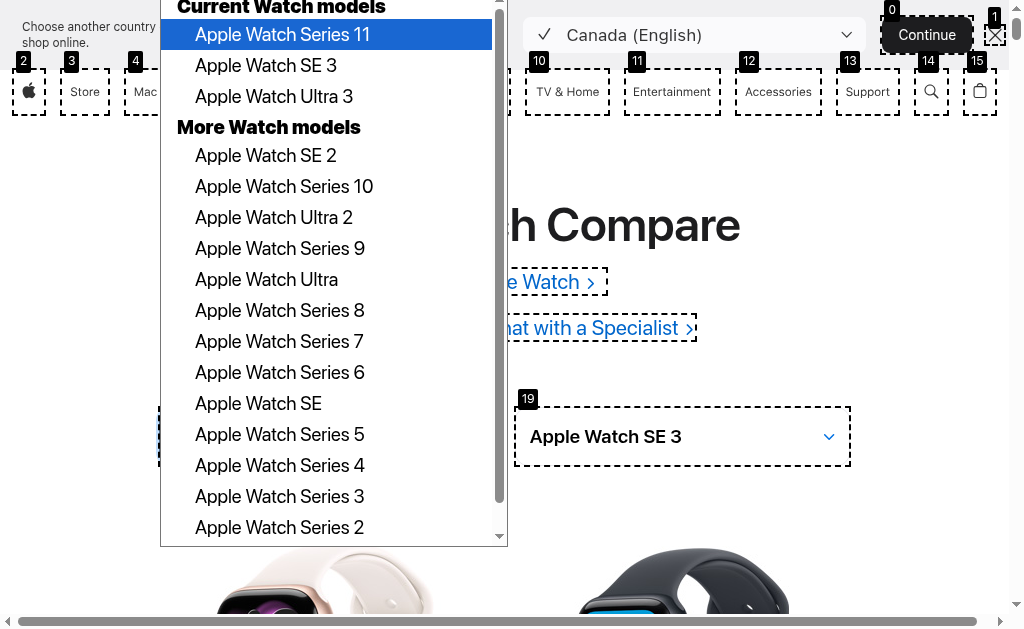 Choose another country
shop online.
Canada (English)
Continue
0
1
2
3
4
10
11
12
13
14
15
Store
Mac
TV & Home
Entertainment
Accessories
Support
Current Watch models
Apple Watch Series 11
Apple Watch SE 3
Apple Watch Ultra 3
More Watch models
Apple Watch SE 2
Apple Watch Series 10
Apple Watch Ultra 2
Apple Watch Series 9
Apple Watch Ultra
Apple Watch Series 8
Apple Watch Series 7
Apple Watch Series 6
Apple Watch SE
Apple Watch Series 5
Apple Watch Series 4
Apple Watch Series 3
Apple Watch Series 2
h Compare
e Watch >
hat with a Specialist >
19
Apple Watch SE 3